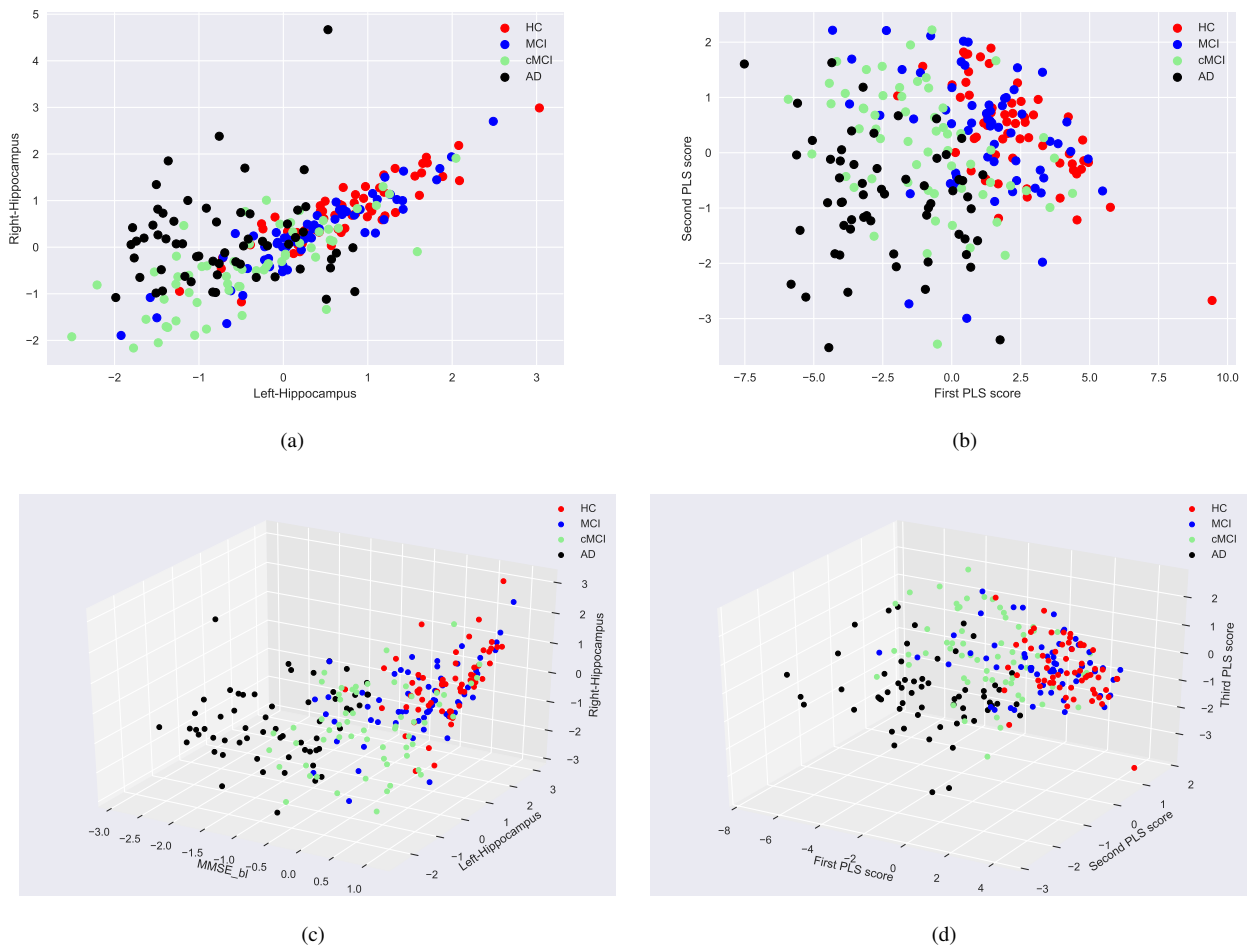 5
4
3
2
1
0
−1
−2
−2 −1 0 1 2 3
Right-Hippocampus
Left-Hippocampus
HC
MCI
cMCI
AD
(a)
2
1
0
−1
−2
−3
−7.5 −5.0 −2.5 0.0 2.5 5.0 7.5 10.0
Second PLS score
First PLS score
HC
MCI
cMCI
AD
(b)
HC
MCI
cMCI
AD
3
2
1
0
−1
−2
−3
Right-Hippocampus
−3.0 −2.5 −2.0 −1.5 −1.0 −0.5 0.0 0.5 1.0
MMSE_bl
−2 −1 0 1 2 3
Left-Hippocampus
(c)
HC
MCI
cMCI
AD
2
1
0
−1
−2
−3
Third PLS score
−8 −6 −4 −2 0 2 4
First PLS score
−3 −2 −1 0 1 2
Second PLS score
(d)